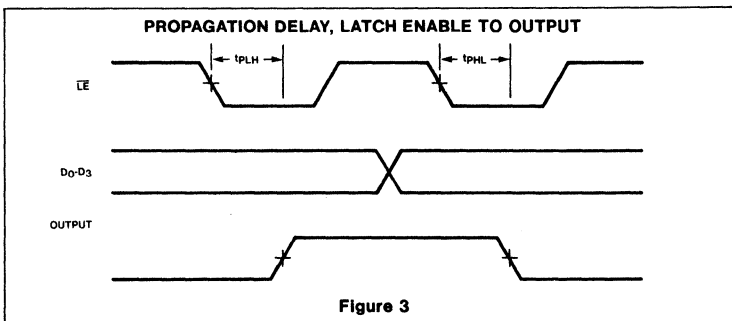 PROPAGATION DELAY, LATCH ENABLE TO OUTPUT
tPLH
tPHL
LE
D0-D3
OUTPUT
Figure 3